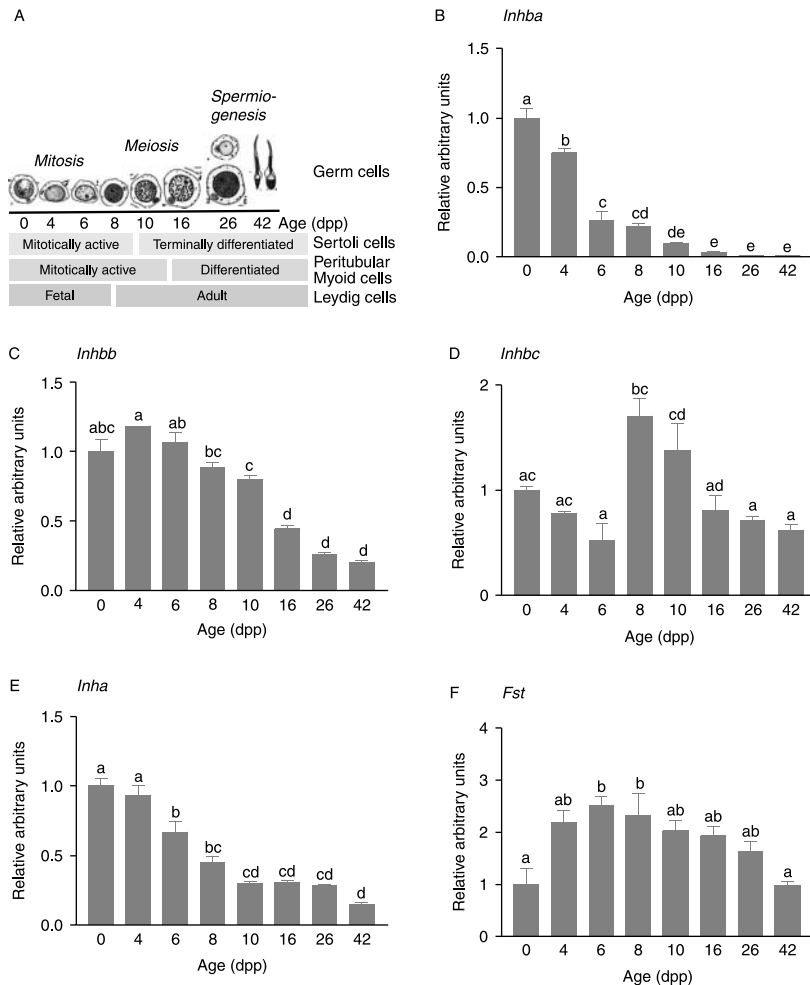 A
Spermio-
genesis
Meiosis
Mitosis
Germ cells
0 4 6 8 10 16 26 42 Age (dpp)
Mitotically active Terminally differentiated Sertoli cells
Mitotically active Differentiated Peritubular
Myoid cells
Fetal Adult Leydig cells
B Inhba
Relative arbitrary units
1.5
1.0
0.5
0.0
a b c cd de e e e
0 4 6 8 10 16 26 42
Age (dpp)
C Inhbb
Relative arbitrary units
1.5
1.0
0.5
0.0
abc a ab bc c d d d
0 4 6 8 10 16 26 42
Age (dpp)
D Inhbc
Relative arbitrary units
2
1
0
ac ac a bc cd ad a a
0 4 6 8 10 16 26 42
Age (dpp)
E Inha
Relative arbitrary units
1.5
1.0
0.5
0.0
a a b bc cd cd cd d
0 4 6 8 10 16 26 42
Age (dpp)
F Fst
Relative arbitrary units
4
3
2
1
0
a ab b b ab ab ab a
0 4 6 8 10 16 26 42
Age (dpp)